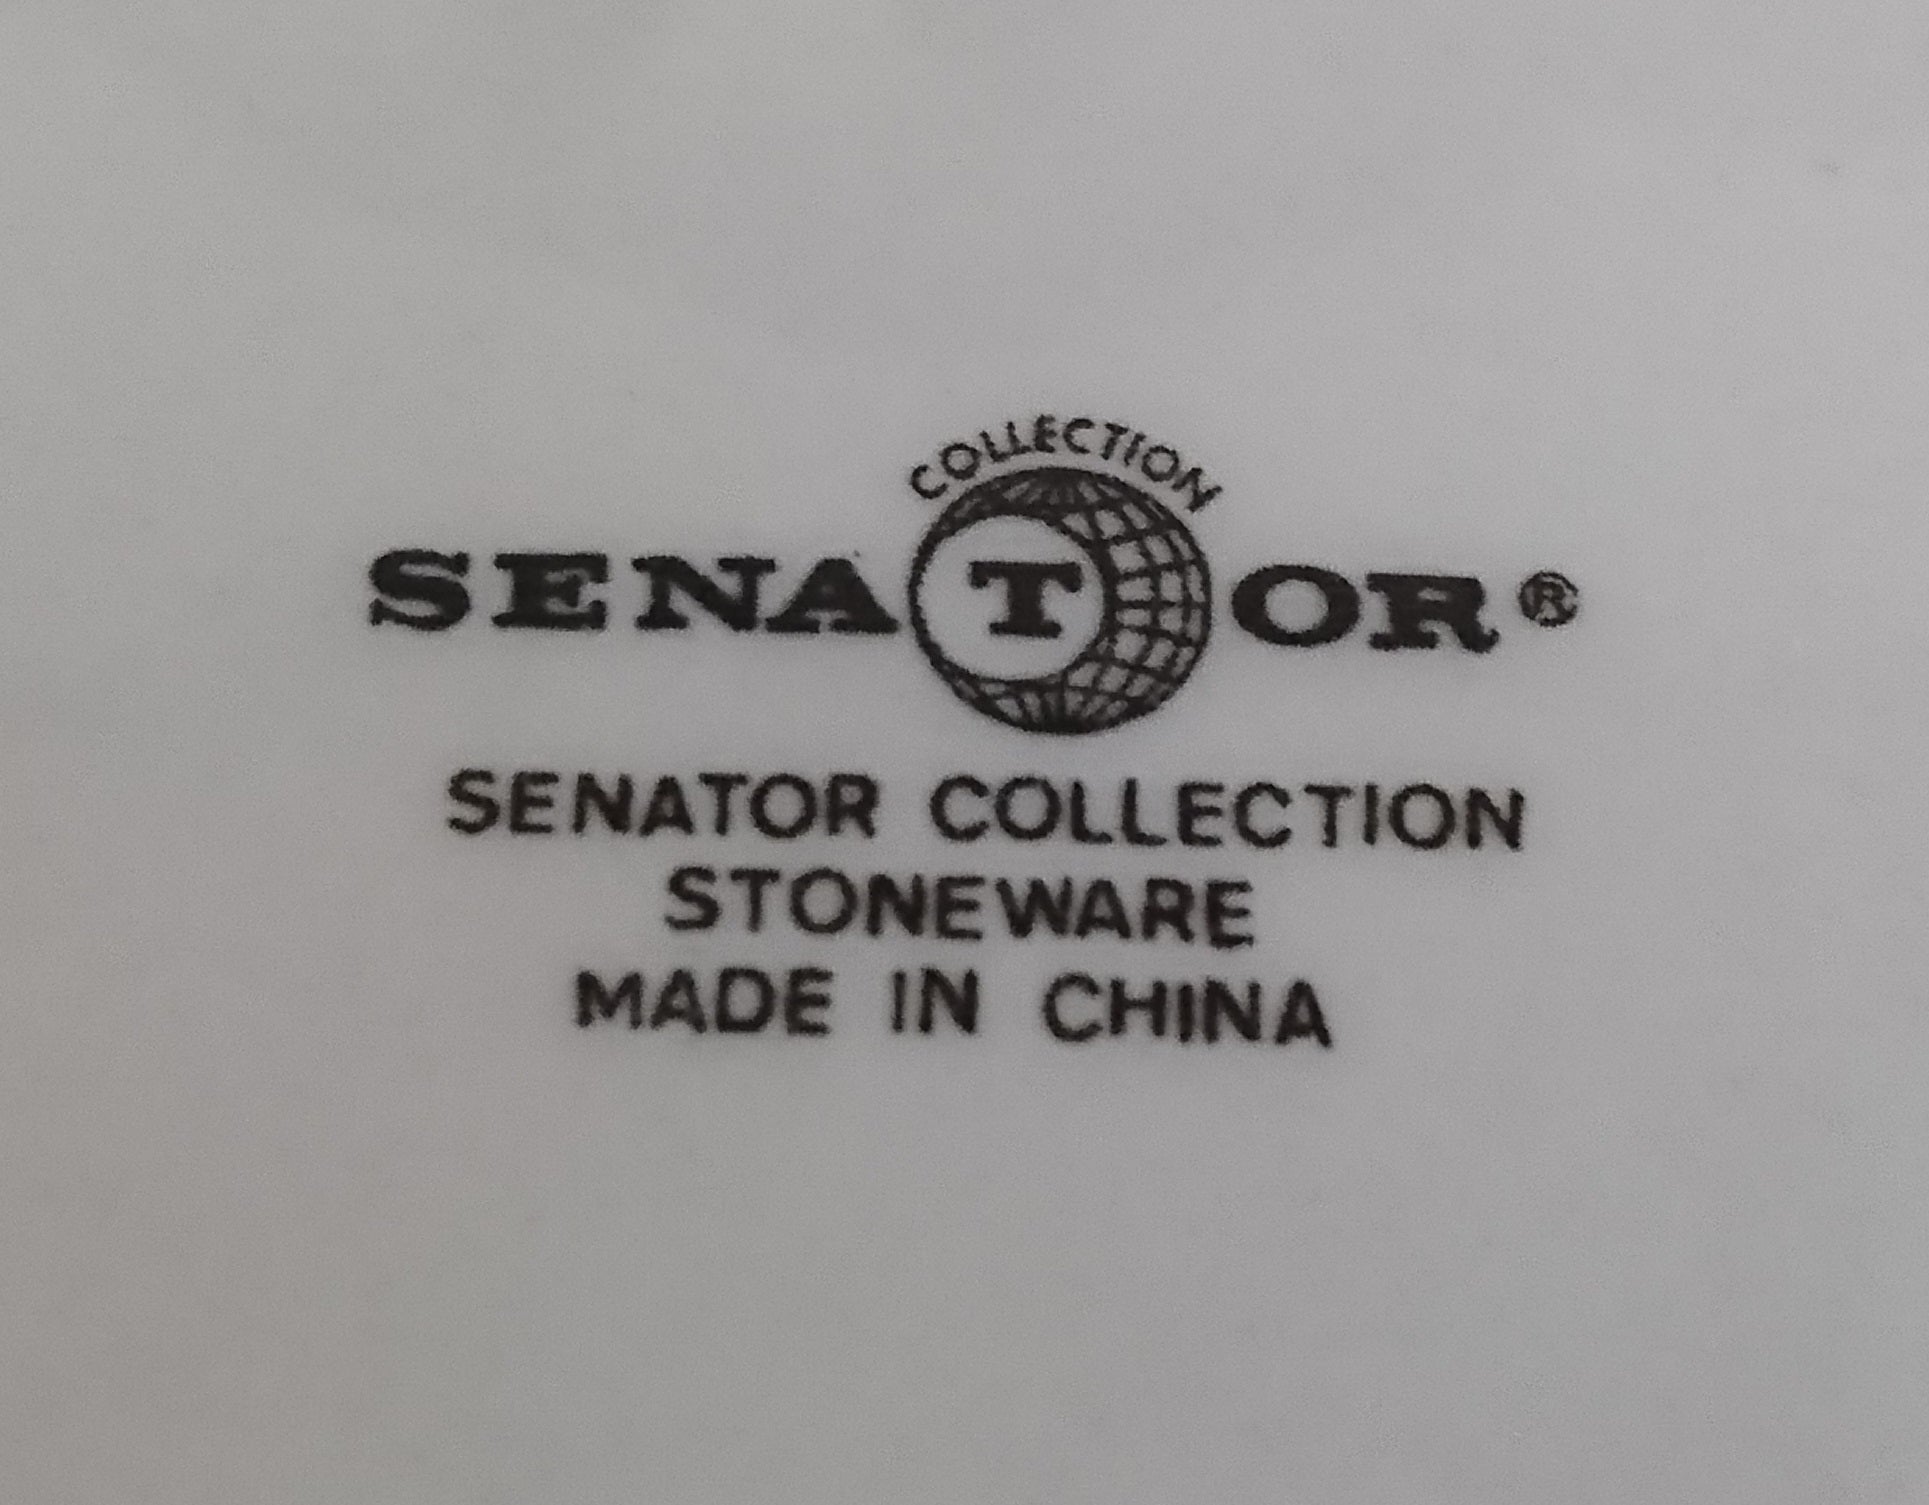 COLLECTION
SENATOR®
SENATOR COLLECTION
STONEWARE
MADE IN CHINA